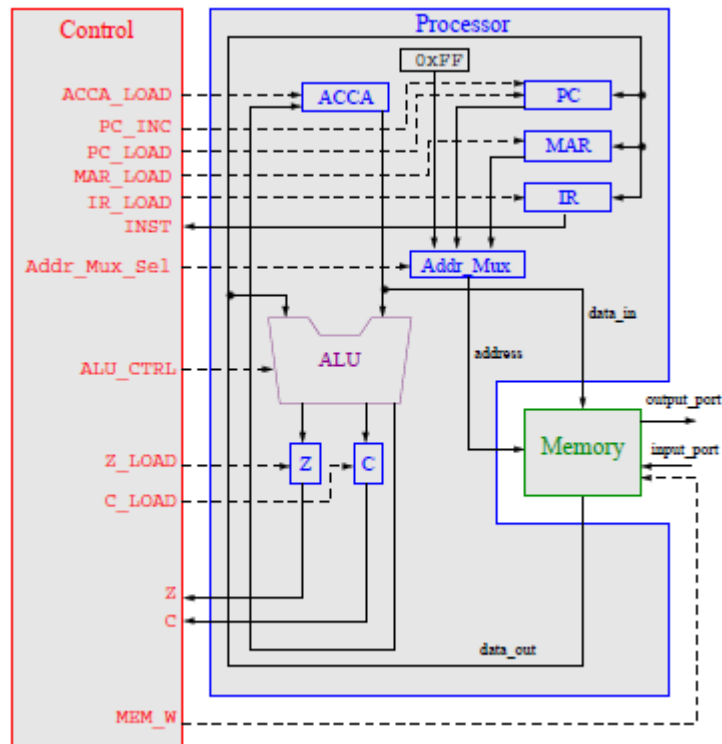 Control
Processor
0xFF
ACCA_LOAD
ACCA
PC
PC_INC
PC_LOAD
MAR
MAR_LOAD
IR_LOAD
IR
INST
Addr_Mux_Sel
Addr_Mux
data_in
ALU
address
ALU_CTRL
output_port
Memory
input_port
Z_LOAD
Z
C
C_LOAD
Z
C
data_out
MEM_W